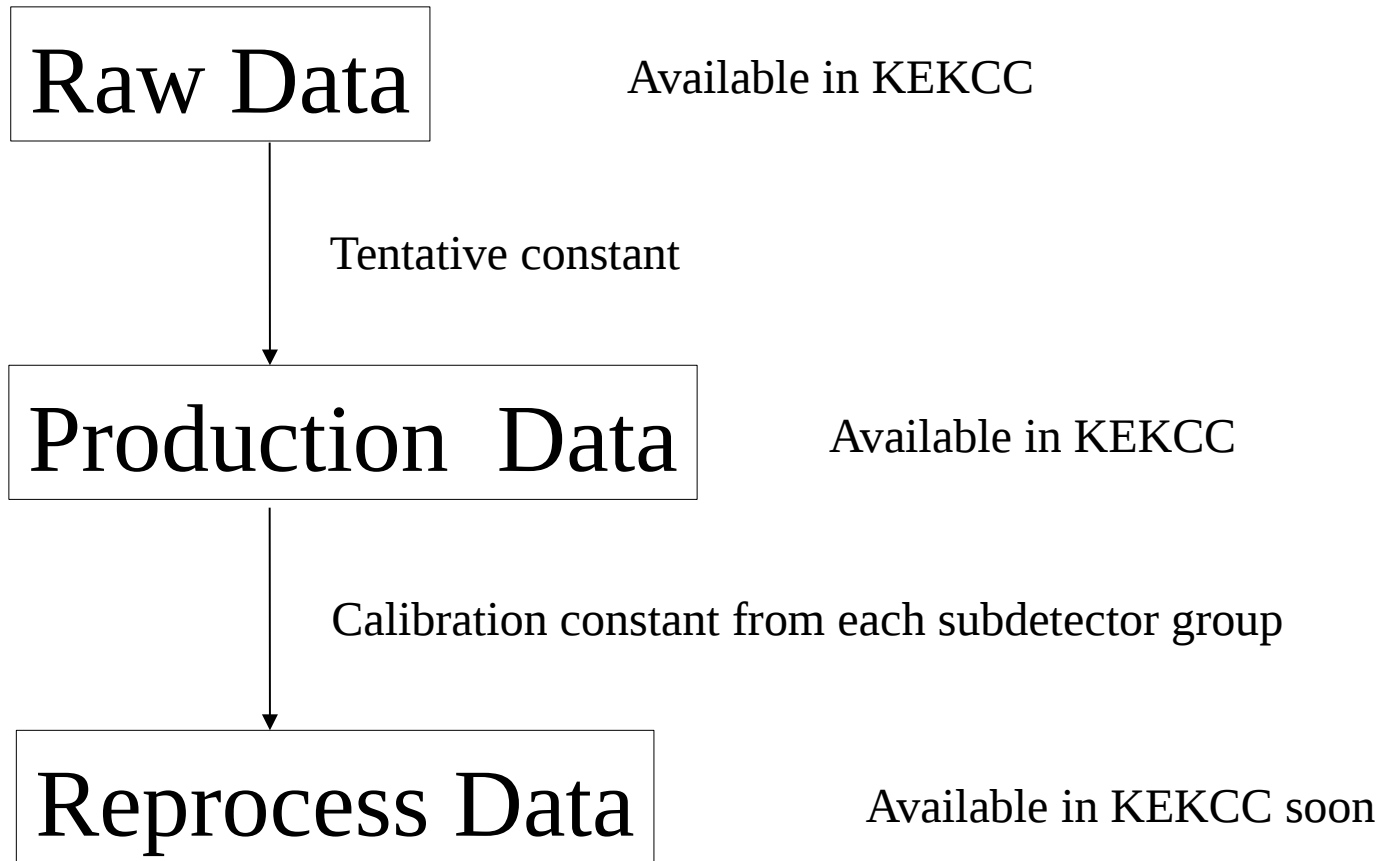 Raw Data
Available in KEKCC
Tentative constant
Production  Data
Available in KEKCC
Calibration constant from each subdetector group
Reprocess Data
Available in KEKCC soon